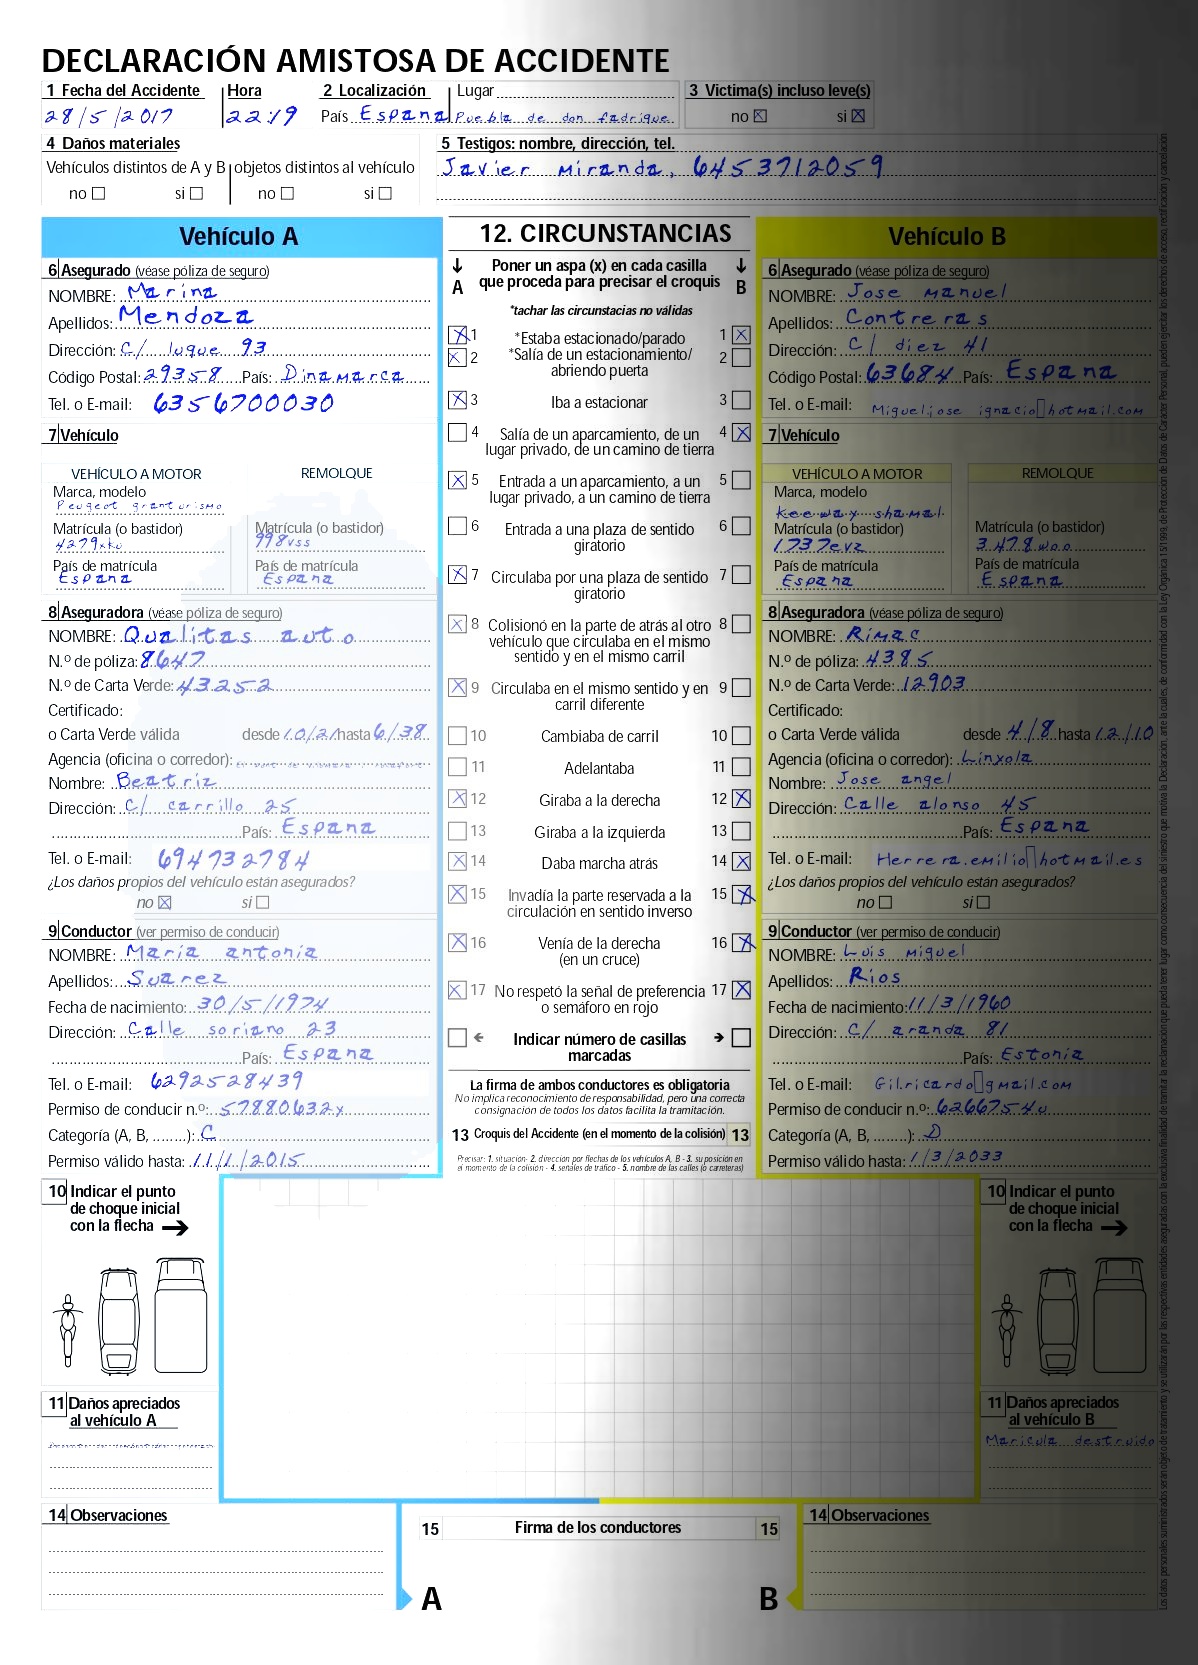 DECLARACIÓN AMISTOSA DE ACCIDENTE
1 Fecha del Accidente Hora 2 Localización Lugar 3 Victima(s) incluso leve(s)
28/5/2017 22:19 País Espana Puebla de don fadrique no ☒ si ☒
4 Daños materiales 5 Testigos: nombre, dirección, tel.
Vehículos distintos de A y B objetos distintos al vehículo Javier Miranda, 6453712059
no ☐ si ☐ no ☐ si ☐
Vehículo A
6 Asegurado (véase póliza de seguro)
NOMBRE: Marina
Apellidos: Mendoza
Dirección: C/ luque 93
Código Postal: 29358 País: Dinamarca
Tel. o E-mail: 6356700030
7 Vehículo
VEHÍCULO A MOTOR REMOLQUE
Marca, modelo
Peugeot granturismo
Matrícula (o bastidor) Matrícula (o bastidor)
4279xku 998vss
País de matrícula País de matrícula
Espana Espana
8 Aseguradora (véase póliza de seguro)
NOMBRE: Qualitas auto
N.º de póliza: 8647
N.º de Carta Verde: 43252
Certificado:
o Carta Verde válida desde 10/2/ hasta 6/38
Agencia (oficina o corredor):
Nombre: Beatriz
Dirección: C/ carrillo 25
País: Espana
Tel. o E-mail: 694732784
¿Los daños propios del vehículo están asegurados?
no ☒ si ☐
9 Conductor (ver permiso de conducir)
NOMBRE: María antonia
Apellidos: Suarez
Fecha de nacimiento: 30/5/1974
Dirección: Calle soriano 23
País: Espana
Tel. o E-mail: 6292528439
Permiso de conducir n.º: 57880632x
Categoría (A, B, ........): C
Permiso válido hasta: 11/1/2015
12. CIRCUNSTANCIAS
Poner un aspa (x) en cada casilla
A que proceda para precisar el croquis B
*tachar las circunstacias no válidas
☒ 1 *Estaba estacionado/parado 1 ☒
☒ 2 *Salía de un estacionamiento/ 2 ☐
abriendo puerta
☒ 3 Iba a estacionar 3 ☐
☐ 4 Salía de un aparcamiento, de un 4 ☒
lugar privado, de un camino de tierra
☒ 5 Entrada a un aparcamiento, a un 5 ☐
lugar privado, a un camino de tierra
☐ 6 Entrada a una plaza de sentido 6 ☐
giratorio
☒ 7 Circulaba por una plaza de sentido 7 ☐
giratorio
☒ 8 Colisionó en la parte de atrás al otro 8 ☐
vehículo que circulaba en el mismo
sentido y en el mismo carril
☒ 9 Circulaba en el mismo sentido y en 9 ☐
carril diferente
☐ 10 Cambiaba de carril 10 ☐
☐ 11 Adelantaba 11 ☐
☒ 12 Giraba a la derecha 12 ☒
☐ 13 Giraba a la izquierda 13 ☐
☒ 14 Daba marcha atrás 14 ☒
☒ 15 Invadía la parte reservada a la 15 ☒
circulación en sentido inverso
☒ 16 Venía de la derecha 16 ☒
(en un cruce)
☒ 17 No respetó la señal de preferencia 17 ☒
o semáforo en rojo
☐ ← Indicar número de casillas → ☐
marcadas
La firma de ambos conductores es obligatoria
No implica reconocimiento de responsabilidad, pero una correcta
consignacion de todos los datos facilita la tramitación.
13 Croquis del Accidente (en el momento de la colisión) 13
Precisar: 1. situación- 2. dirección por flechas de los vehículos A, B - 3. su posición en
el momento de la colisión - 4. señales de tráfico - 5. nombre de las calles (o carreteras)
Vehículo B
6 Asegurado (véase póliza de seguro)
NOMBRE: Jose manuel
Apellidos: Contreras
Dirección: C/ diez 41
Código Postal: 63684 País: Espana
Tel. o E-mail: Migueljose ignacio▯hotmail.com
7 Vehículo
VEHÍCULO A MOTOR REMOLQUE
Marca, modelo
keeway shamal
Matrícula (o bastidor) Matrícula (o bastidor)
1737evz 3478woo
País de matrícula País de matrícula
Espana Espana
8 Aseguradora (véase póliza de seguro)
NOMBRE: Rimac
N.º de póliza: 4385
N.º de Carta Verde: 12903
Certificado:
o Carta Verde válida desde 4/8 hasta 12/10
Agencia (oficina o corredor): Linxola
Nombre: Jose angel
Dirección: Calle alonso 45
País: Espana
Tel. o E-mail: Herrera.emilio▯hotmail.es
¿Los daños propios del vehículo están asegurados?
no ☐ si ☐
9 Conductor (ver permiso de conducir)
NOMBRE: Luis miguel
Apellidos: Rios
Fecha de nacimiento: 11/3/1960
Dirección: C/ aranda 81
País: Estonia
Tel. o E-mail: Gilricardo▯gmail.com
Permiso de conducir n.º: 62667540
Categoría (A, B, ........): D
Permiso válido hasta: 1/3/2033
10 Indicar el punto
de choque inicial
con la flecha →
11 Daños apreciados
al vehículo A
10 Indicar el punto
de choque inicial
con la flecha →
11 Daños apreciados
al vehículo B
Maricula destruido
14 Observaciones
15 Firma de los conductores 15
A B
14 Observaciones